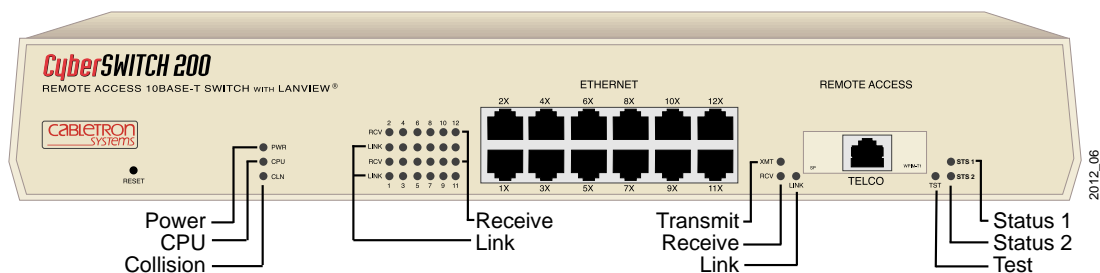 CyberSWITCH 200
REMOTE ACCESS 10BASE-T SWITCH WITH LANVIEW®
CABLETRON
SYSTEMS
RESET
PWR
CPU
CLN
2 4 6 8 10 12
RCV
LINK
RCV
LINK
1 3 5 7 9 11
ETHERNET
2X 4X 6X 8X 10X 12X
1X 3X 5X 7X 9X 11X
REMOTE ACCESS
XMT
RCV
LINK
SP
WPIM-T1
TELCO
TST
STS 1
STS 2
2012_06
Power
CPU
Collision
Receive
Link
Transmit
Receive
Link
Status 1
Status 2
Test